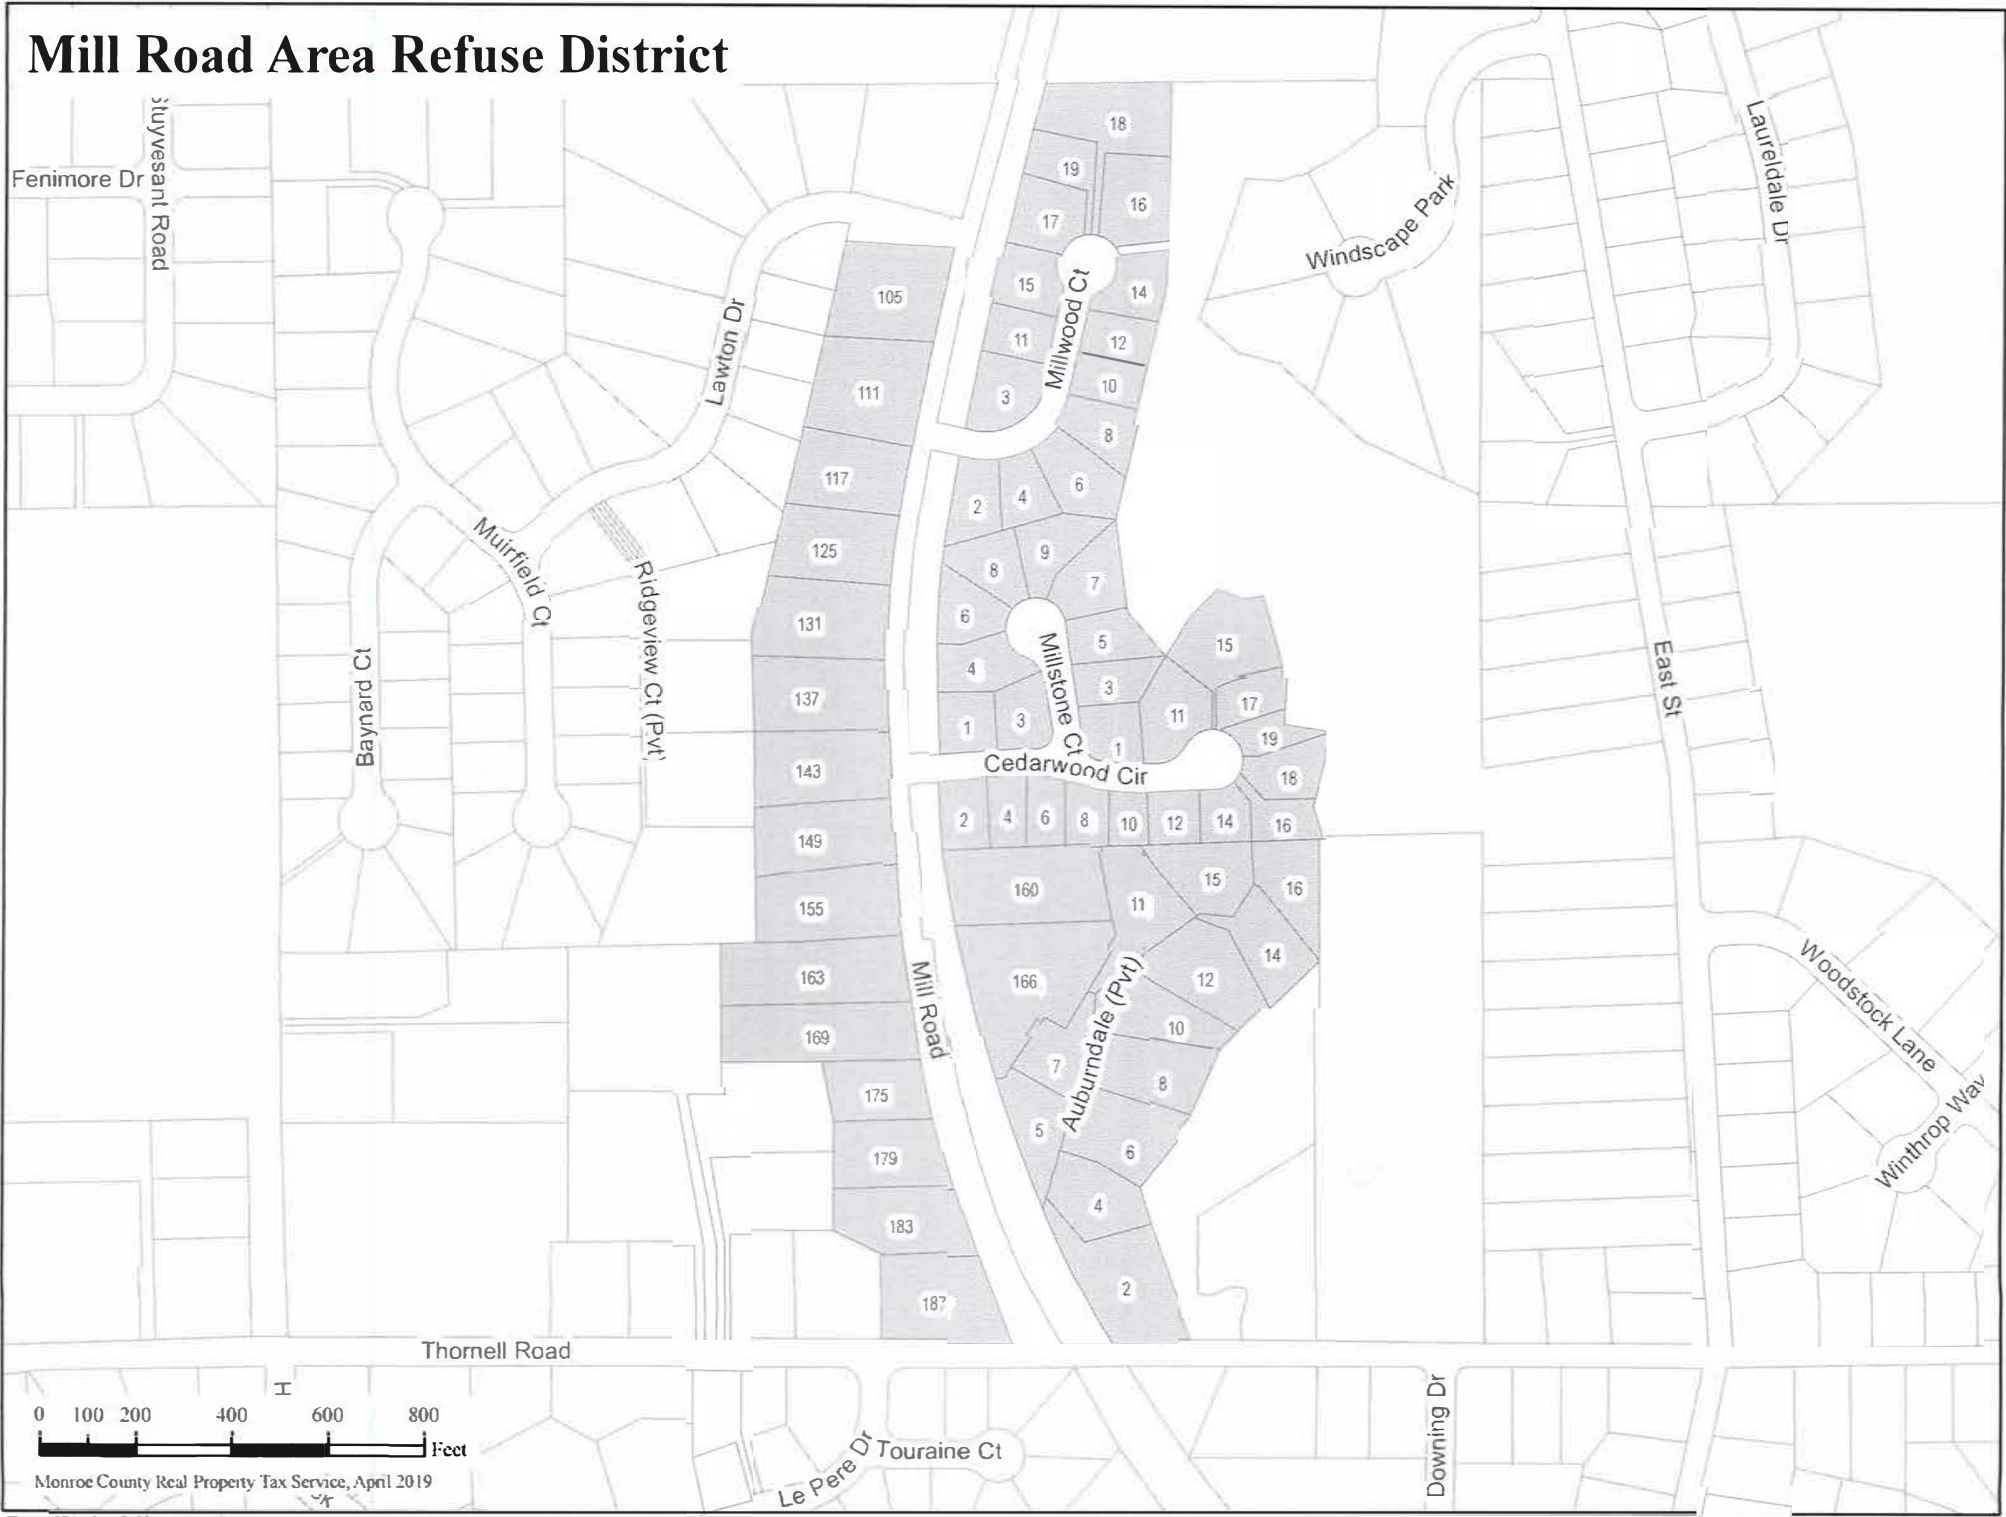 Mill Road Area Refuse District
Stuyvesant Road
Fenimore Dr
Laureldale Dr
Windscape Park
Lawton Dr
Millwood Ct
18
19
16
17
15
14
11
12
10
3
8
6
4
2
105
111
117
125
131
137
143
149
155
163
169
175
179
183
187
Muirfield Ct
Ridgeview Ct (Pvt)
Baynard Ct
Millstone Ct
9
8
7
6
5
4
3
3
1
1
Cedarwood Cir
15
17
11
19
18
2
4
6
8
10
12
14
16
East St
Mill Road
160
166
Auburndale (Pvt)
11
15
16
14
12
10
7
8
5
6
4
2
Woodstock Lane
Winthrop Way
Thornell Road
H
Downing Dr
Touraine Ct
Le Pere Dr
0 100 200 400 600 800
Feet
Monroe County Real Property Tax Service, April 2019